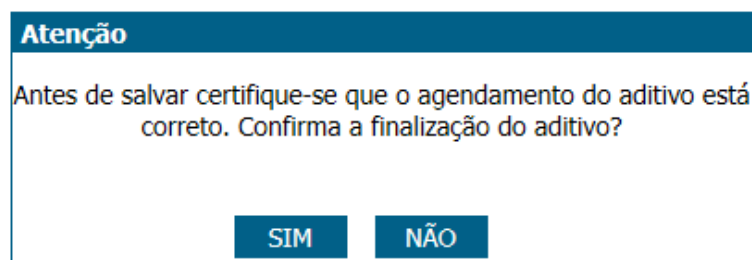 Atenção
Antes de salvar certifique-se que o agendamento do aditivo está
correto. Confirma a finalização do aditivo?
SIM NÃO